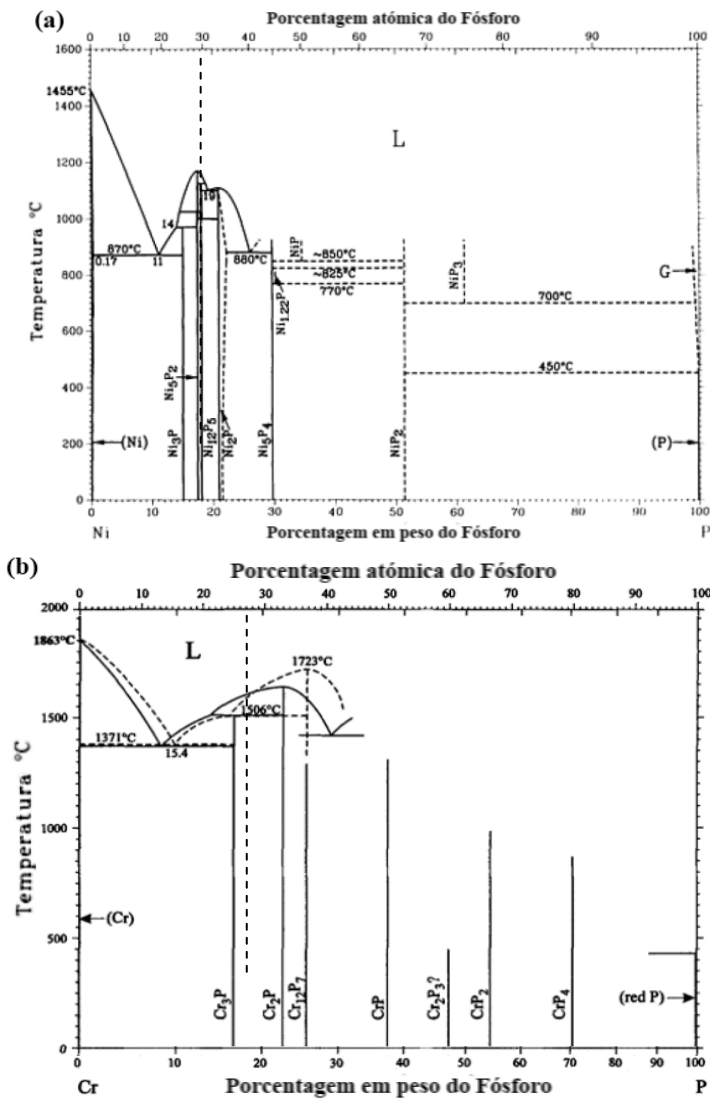 (a)
Porcentagem atómica do Fósforo
0 10 20 30 40 50 60 70 80 90 100
1600
1400
1200
1000
800
600
400
200
0
Temperatura °C
1455°C
L
14
19
870°C
0.17
11
880°C
NiP
~850°C
~825°C
770°C
NiP3
700°C
G
450°C
Ni1.22P
Ni5P2
(Ni)
Ni3P
Ni12P5
Ni2P
Ni5P4
NiP2
(P)
0 10 20 30 40 50 60 70 80 90 100
Ni
Porcentagem em peso do Fósforo
P
(b)
Porcentagem atómica do Fósforo
0 10 20 30 40 50 60 70 80 90 100
2000
1863°C
L
1723°C
1500
1506°C
1371°C
15.4
1000
500
0
Temperatura °C
(Cr)
Cr3P
Cr2P
Cr12P7
CrP
Cr2P3?
CrP2
CrP4
(red P)
0 10 20 30 40 50 60 70 80 90 100
Cr
Porcentagem em peso do Fósforo
P